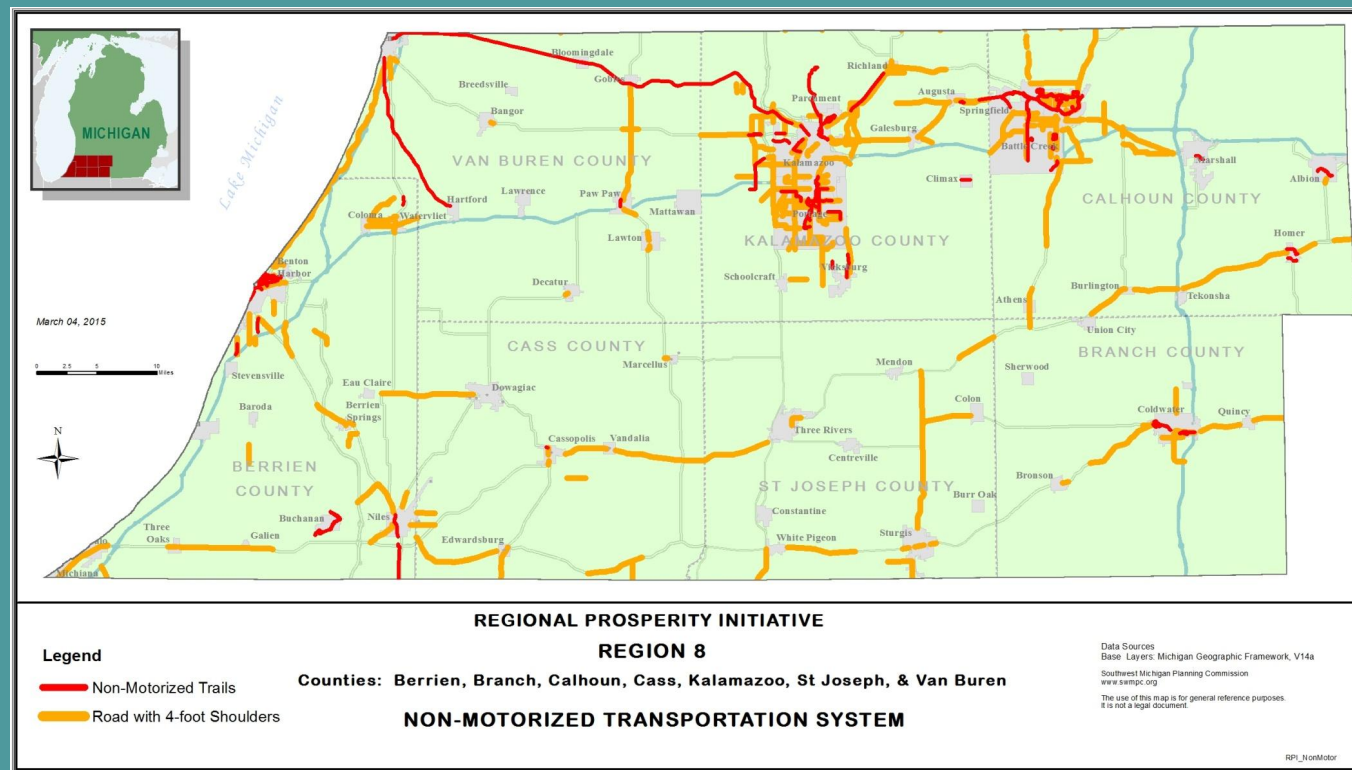 MICHIGAN
Lake Michigan
Bloomingdale
Breedsville
Bangor
VAN BUREN COUNTY
Richland
Parchment
Augusta
Springfield
Galesburg
Kalamazoo
Battle Creek
Marshall
Climax
Albion
CALHOUN COUNTY
Lawrence
Hartford
Paw Paw
Mattawan
Portage
Coloma
Watervliet
Lawton
KALAMAZOO COUNTY
Homer
Benton
Harbor
Schoolcraft
Vicksburg
Decatur
Athens
Burlington
Tekonsha
March 04, 2015
Union City
CASS COUNTY
BRANCH COUNTY
0 2.5 5 10
Miles
Stevensville
Marcellus
Mendon
Sherwood
Eau Claire
Dowagiac
Baroda
Berrien
Springs
Colon
Coldwater
Quincy
N
Three Rivers
Cassopolis
Vandalia
Centreville
BERRIEN
COUNTY
Bronson
ST JOSEPH COUNTY
Burr Oak
Buchanan
Niles
Constantine
Three
Oaks
Galien
Edwardsburg
White Pigeon
Sturgis
Michiana
REGIONAL PROSPERITY INITIATIVE
REGION 8
Counties: Berrien, Branch, Calhoun, Cass, Kalamazoo, St Joseph, & Van Buren
NON-MOTORIZED TRANSPORTATION SYSTEM
Legend
Non-Motorized Trails
Road with 4-foot Shoulders
Data Sources
Base Layers: Michigan Geographic Framework, V14a
Southwest Michigan Planning Commission
www.swmpc.org
The use of this map is for general reference purposes.
It is not a legal document.
RPI_NonMotor